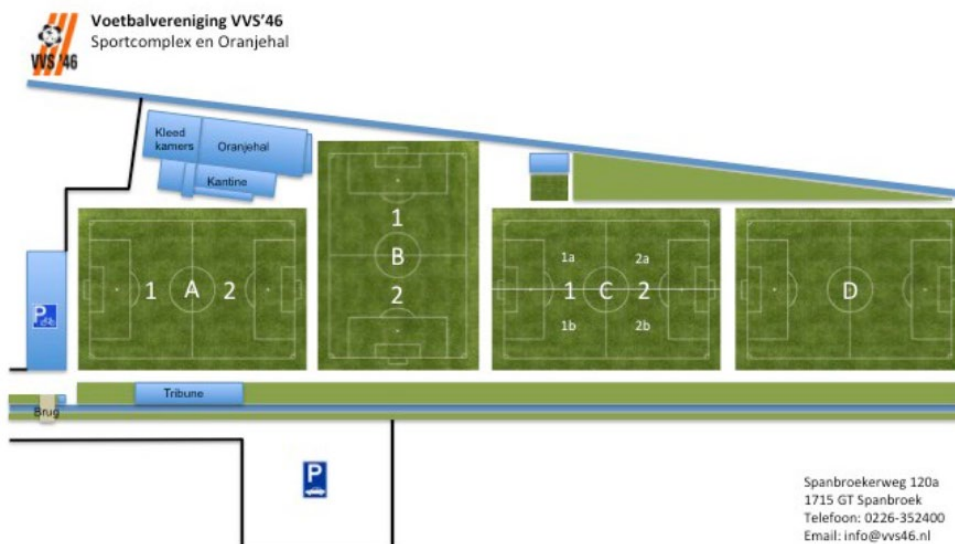 Voetbalvereniging VVS'46
Sportcomplex en Oranjehal
VVS '46
Kleed
kamers
Oranjehal
Kantine
1
B
2
1 A 2
1a 2a
1 C 2
1b 2b
D
P
Tribune
Brug
P
Spanbroekerweg 120a
1715 GT Spanbroek
Telefoon: 0226-352400
Email: info@vvs46.nl